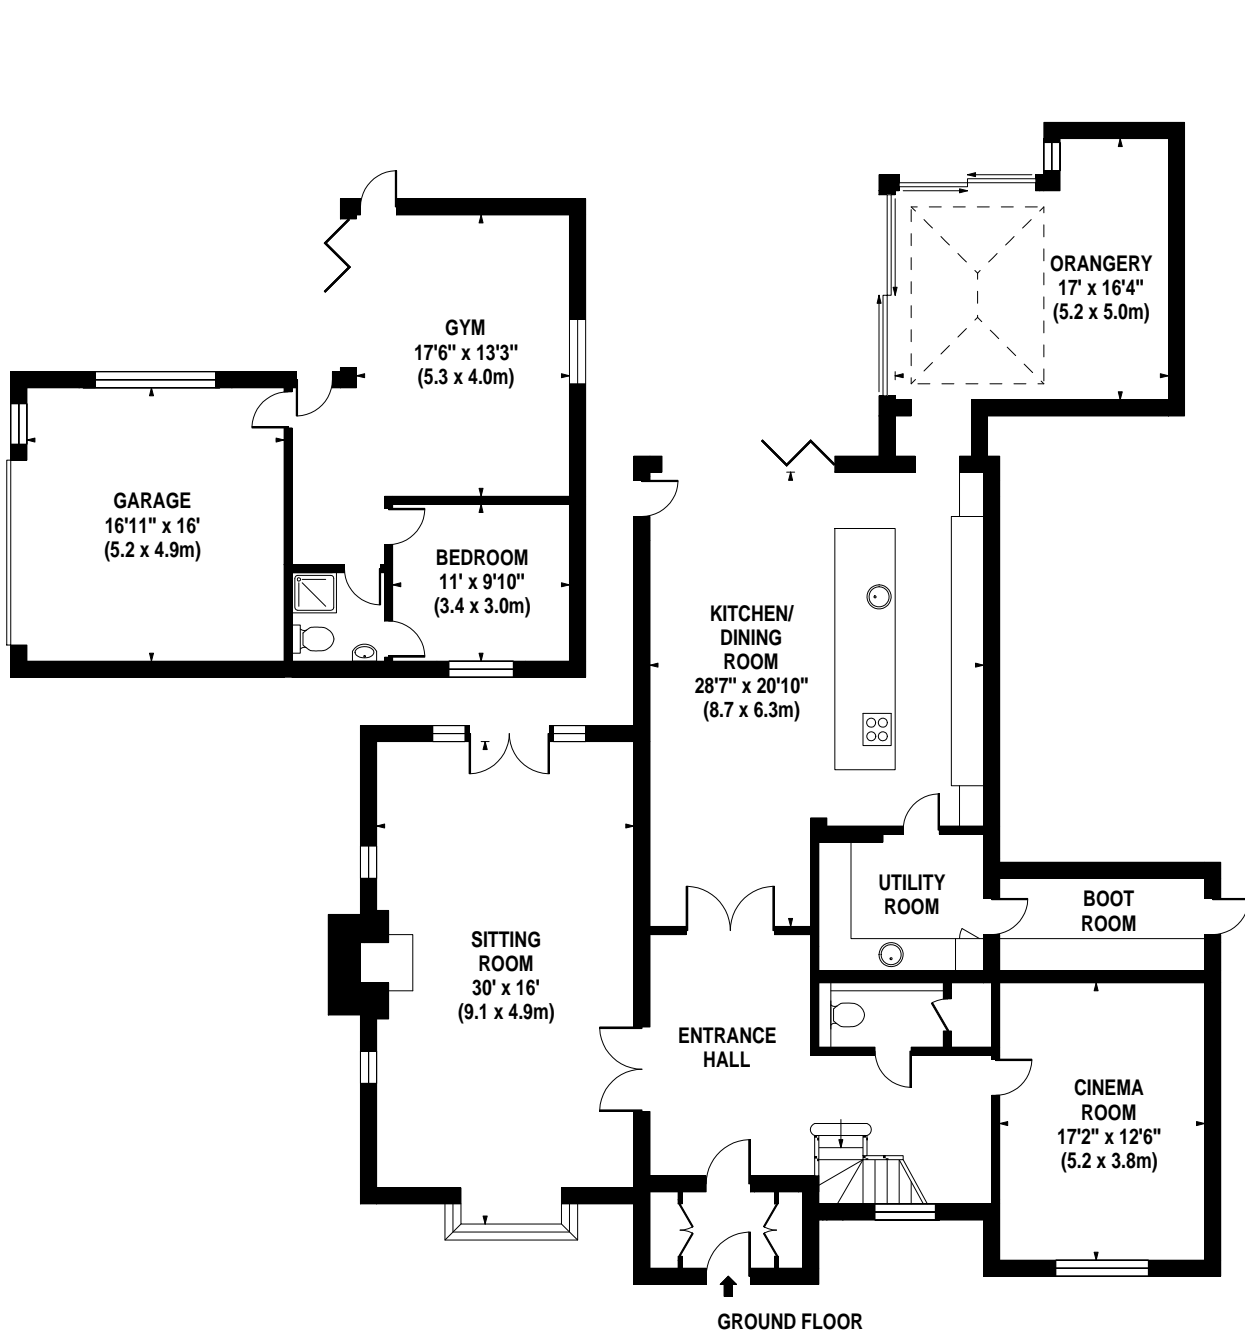 ORANGERY
17' x 16'4"
(5.2 x 5.0m)
GYM
17'6" x 13'3"
(5.3 x 4.0m)
GARAGE
16'11" x 16'
(5.2 x 4.9m)
BEDROOM
11' x 9'10"
(3.4 x 3.0m)
KITCHEN/
DINING
ROOM
28'7" x 20'10"
(8.7 x 6.3m)
UTILITY
ROOM
BOOT
ROOM
SITTING
ROOM
30' x 16'
(9.1 x 4.9m)
ENTRANCE
HALL
CINEMA
ROOM
17'2" x 12'6"
(5.2 x 3.8m)
GROUND FLOOR